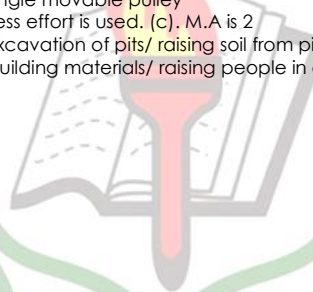 ngle movable pulley
ess effort is used. (c). M.A is 2
xcavation of pits/ raising soil from pi
uilding materials/ raising people in